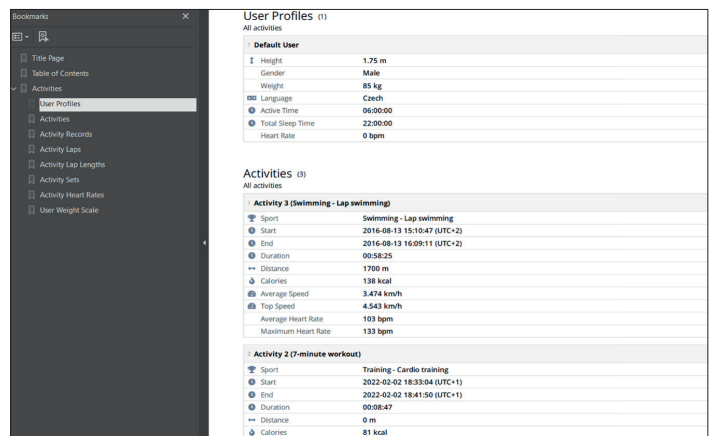 Bookmarks
Title Page
Table of Contents
Activities
User Profiles
Activities
Activity Records
Activity Laps
Activity Lap Lengths
Activity Sets
Activity Heart Rates
User Weight Scale
User Profiles (1)
All activities
1 Default User
Height 1.75 m
Gender Male
Weight 85 kg
Language Czech
Active Time 06:00:00
Total Sleep Time 22:00:00
Heart Rate 0 bpm
Activities (3)
All activities
1 Activity 3 (Swimming - Lap swimming)
Sport Swimming - Lap swimming
Start 2016-08-13 15:10:47 (UTC+2)
End 2016-08-13 16:09:11 (UTC+2)
Duration 00:58:25
Distance 1700 m
Calories 138 kcal
Average Speed 3.474 km/h
Top Speed 4.543 km/h
Average Heart Rate 103 bpm
Maximum Heart Rate 133 bpm
2 Activity 2 (7-minute workout)
Sport Training - Cardio training
Start 2022-02-02 18:33:04 (UTC+1)
End 2022-02-02 18:41:50 (UTC+1)
Duration 00:08:47
Distance 0 m
Calories 81 kcal